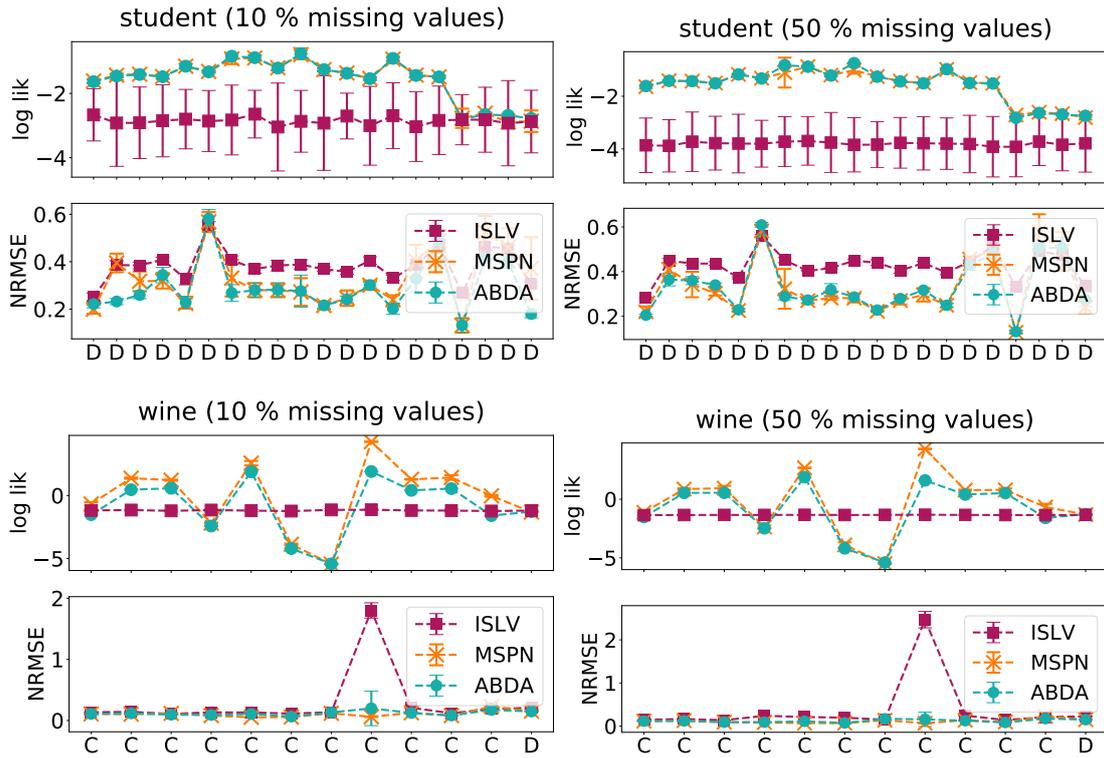 student (10 % missing values)
log lik
−2
−4
NRMSE
0.6
0.4
0.2
ISLV
MSPN
ABDA
D D D D D D D D D D D D D D D D D D D D
student (50 % missing values)
log lik
−2
−4
NRMSE
0.6
0.4
0.2
ISLV
MSPN
ABDA
D D D D D D D D D D D D D D D D D D D D
wine (10 % missing values)
log lik
0
−5
NRMSE
2
1
0
ISLV
MSPN
ABDA
C C C C C C C C C C C D
wine (50 % missing values)
log lik
0
−5
NRMSE
2
1
0
ISLV
MSPN
ABDA
C C C C C C C C C C C D